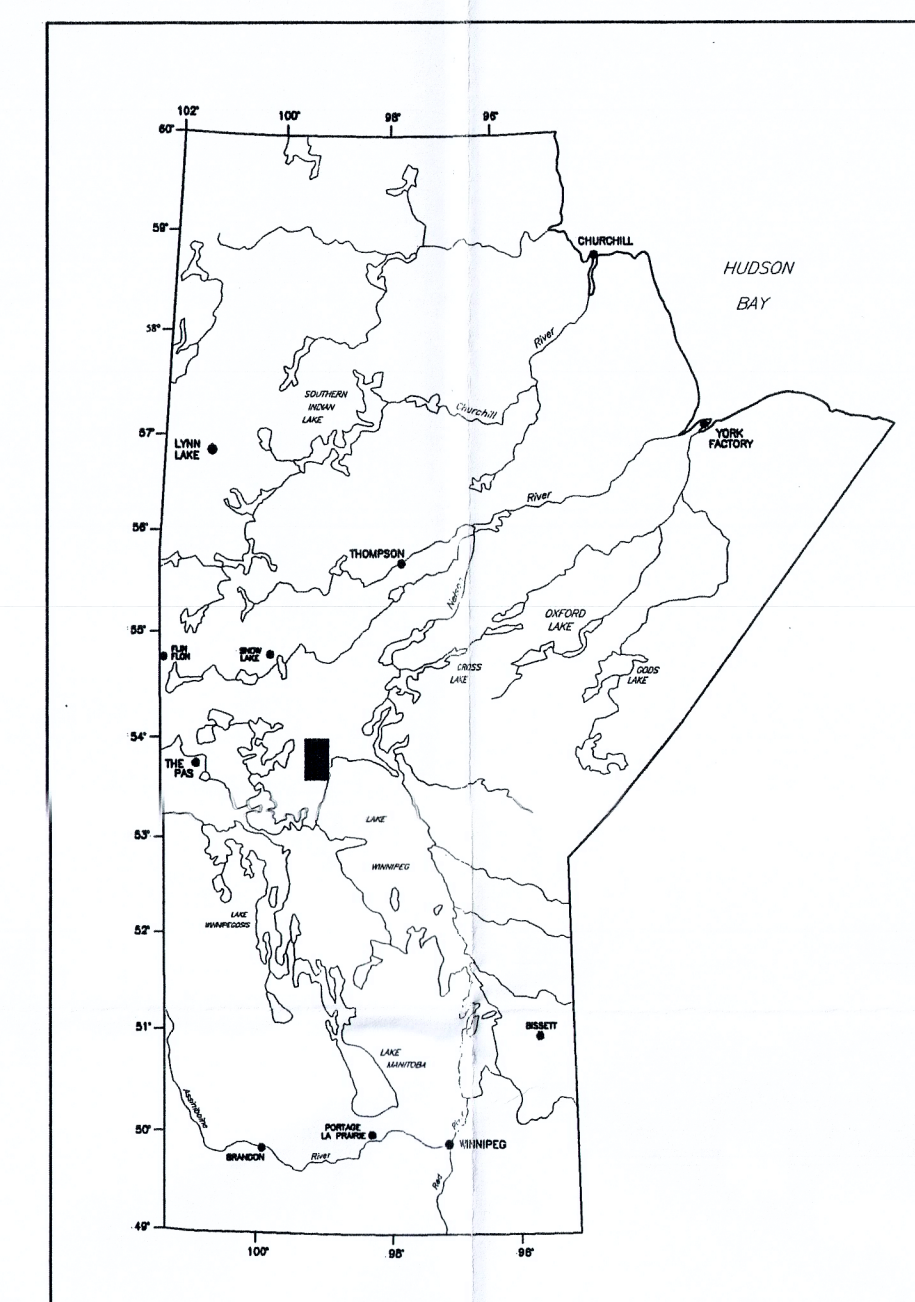 102°
100°
98°
96°
60°
59°
CHURCHILL
HUDSON
BAY
58°
River
SOUTHERN
INDIAN
LAKE
Churchill
57°
YORK
FACTORY
LYNN
LAKE
River
56°
THOMPSON
Nelson
OXFORD
LAKE
55°
FLIN
FLON
SNOW
LAKE
CROSS
LAKE
GODS
LAKE
54°
THE
PAS
LAKE
53°
WINNIPEG
LAKE
WINNIPEGOSIS
52°
51°
BISSETT
LAKE
MANITOBA
Assiniboine
50°
PORTAGE
LA PRAIRIE
WINNIPEG
BRANDON
River
Red
49°
100°
98°
96°